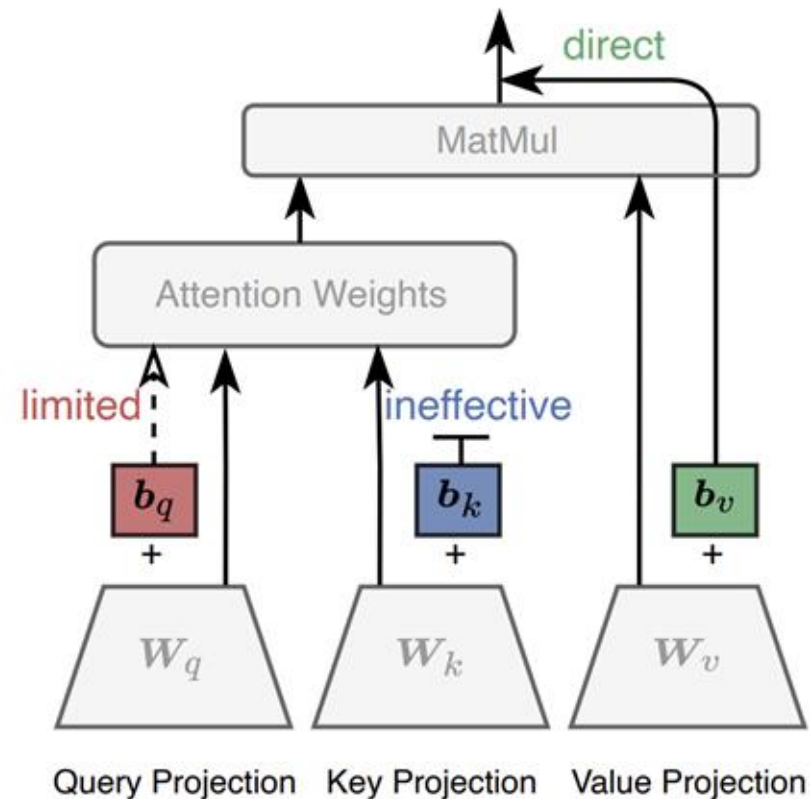 direct
MatMul
Attention Weights
limited
ineffective
b_q
b_k
b_v
+ + +
W_q
W_k
W_v
Query Projection Key Projection Value Projection